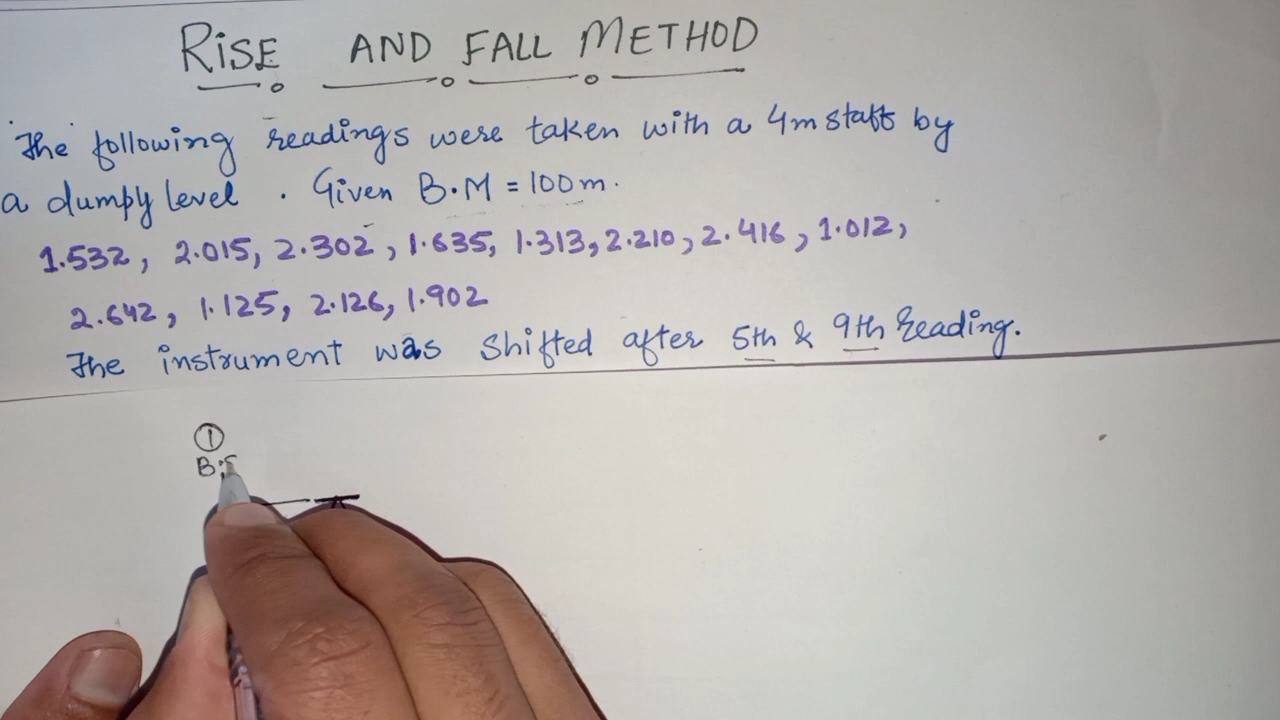 RiSE AND FALL METHOD
The following readings were taken with a 4m staff by
a dumpy level. Given B.M = 100m.
1.532, 2.015, 2.302, 1.635, 1.313, 2.210, 2.416, 1.012,
2.642, 1.125, 2.126, 1.902
The instrument was shifted after 5th & 9th reading.
1
B.S